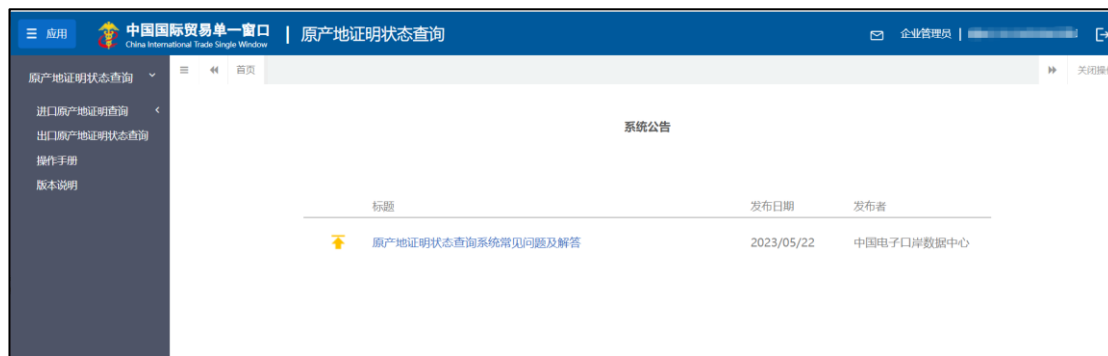 应用
中国国际贸易单一窗口
China International Trade Single Window
原产地证明状态查询
企业管理员 |
原产地证明状态查询
首页
关闭操作
进口原产地证明查询
出口原产地证明状态查询
操作手册
版本说明
系统公告
标题 发布日期 发布者
原产地证明状态查询系统常见问题及解答 2023/05/22 中国电子口岸数据中心